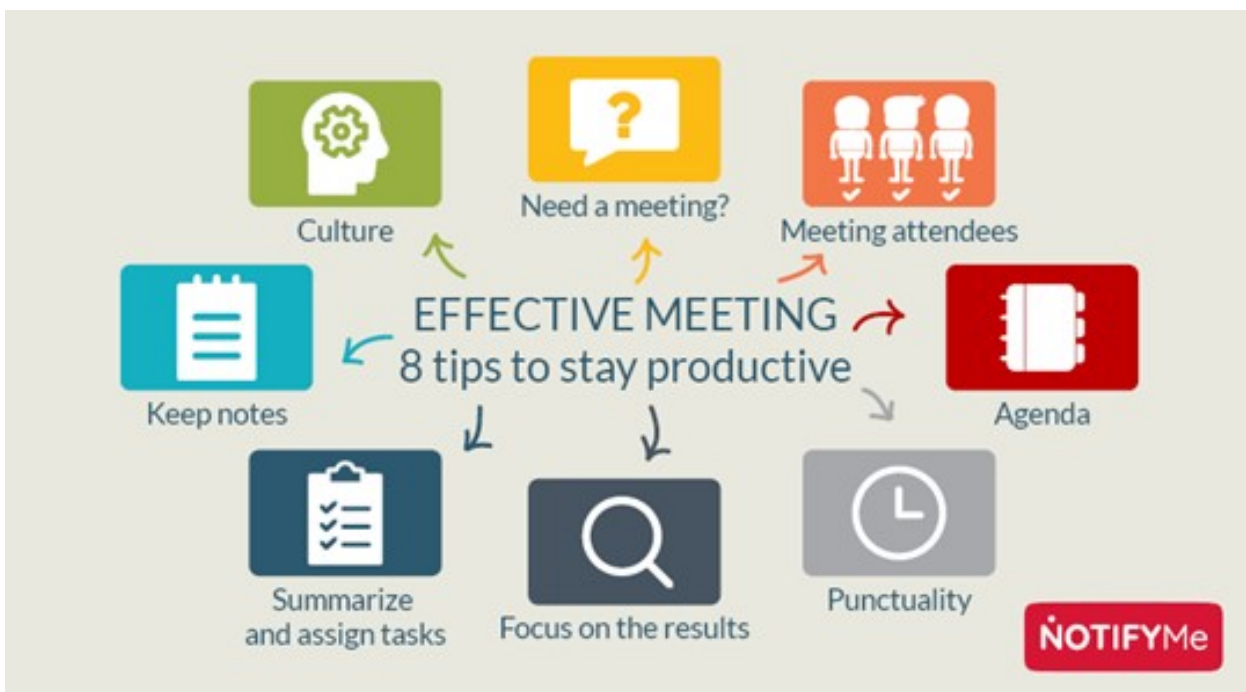 EFFECTIVE MEETING
8 tips to stay productive
Need a meeting?
Meeting attendees
Agenda
Punctuality
Focus on the results
Summarize
and assign tasks
Keep notes
Culture
?
NOTIFYMe